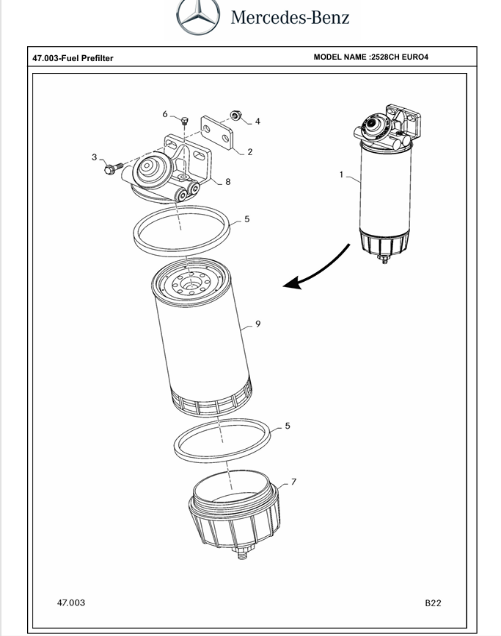 Mercedes-Benz
47.003-Fuel Prefilter
MODEL NAME :2528CH EURO4
6
4
3
2
8
1
5
9
5
7
47.003
B22